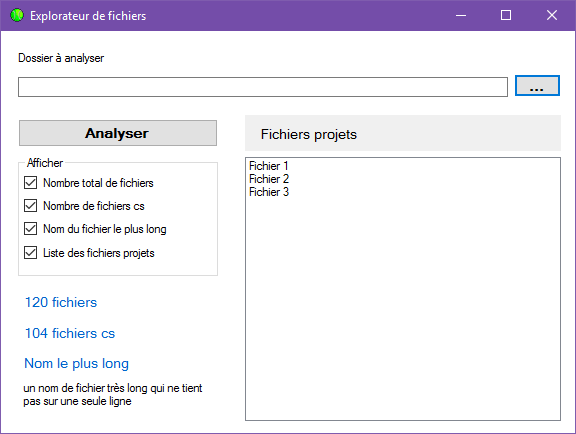 Explorateur de fichiers
Dossier à analyser
...
Analyser
Afficher
Nombre total de fichiers
Nombre de fichiers cs
Nom du fichier le plus long
Liste des fichiers projets
120 fichiers
104 fichiers cs
Nom le plus long
un nom de fichier très long qui ne tient
pas sur une seule ligne
Fichiers projets
Fichier 1
Fichier 2
Fichier 3